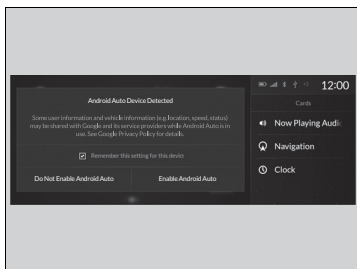 12:00
Android Auto Device Detected
Cards
Some user information and vehicle information (e.g. location, speed, status)
may be shared with Google and its service providers while Android Auto is in
use. See Google Privacy Policy for details.
Now Playing Audio
Remember this setting for this device
Navigation
Do Not Enable Android Auto
Enable Android Auto
Clock